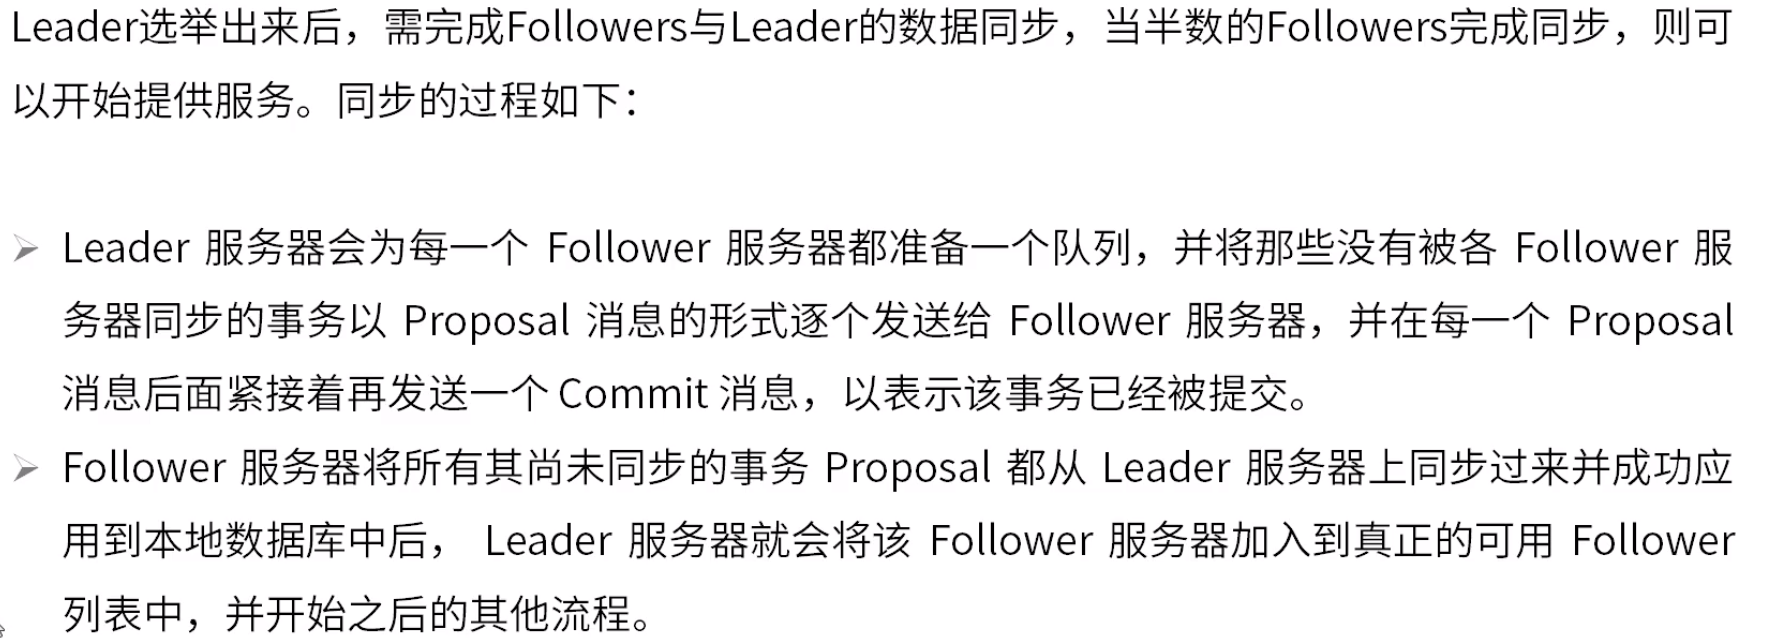 Leader选举出来后，需完成Followers与Leader的数据同步，当半数的Followers完成同步，则可
以开始提供服务。同步的过程如下：
➢ Leader 服务器会为每一个 Follower 服务器都准备一个队列，并将那些没有被各 Follower 服
务器同步的事务以 Proposal 消息的形式逐个发送给 Follower 服务器，并在每一个 Proposal
消息后面紧接着再发送一个 Commit 消息，以表示该事务已经被提交。
➢ Follower 服务器将所有其尚未同步的事务 Proposal 都从 Leader 服务器上同步过来并成功应
用到本地数据库中后， Leader 服务器就会将该 Follower 服务器加入到真正的可用 Follower
列表中，并开始之后的其他流程。